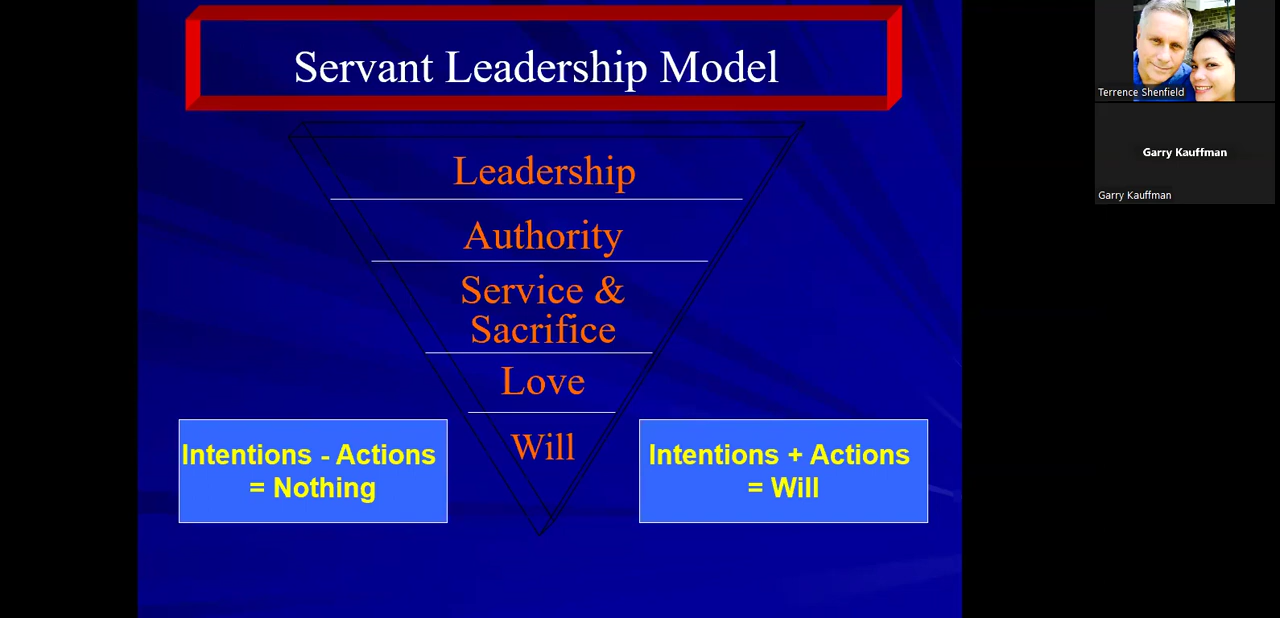 Servant Leadership Model
Leadership
Authority
Service &
Sacrifice
Love
Will
Intentions - Actions
= Nothing
Intentions + Actions
= Will
Terrence Shenfield
Garry Kauffman
Garry Kauffman